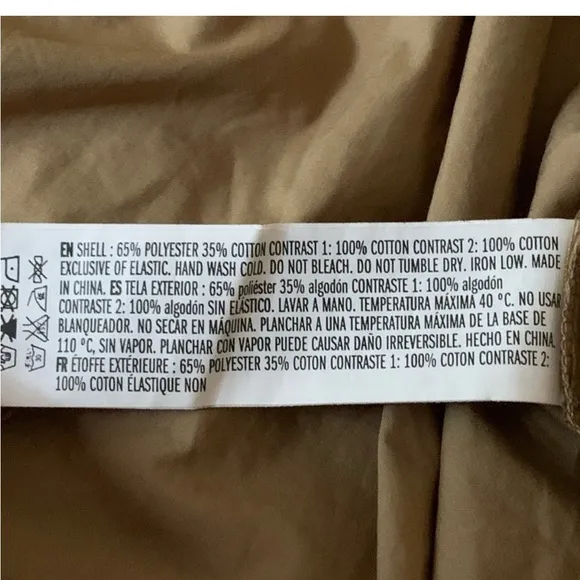 EN SHELL : 65% POLYESTER 35% COTTON CONTRAST 1: 100% COTTON CONTRAST 2: 100% COTTON
EXCLUSIVE OF ELASTIC. HAND WASH COLD. DO NOT BLEACH. DO NOT TUMBLE DRY. IRON LOW. MADE
IN CHINA. ES TELA EXTERIOR : 65% poliéster 35% algodón CONTRASTE 1: 100% algodón
CONTRASTE 2: 100% algodón SIN ELÁSTICO. LAVAR A MANO. TEMPERATURA MÁXIMA 40 ºC. NO USAR
BLANQUEADOR. NO SECAR EN MÁQUINA. PLANCHAR A UNA TEMPERATURA MÁXIMA DE LA BASE DE
110 ºC, SIN VAPOR. PLANCHAR CON VAPOR PUEDE CAUSAR DAÑO IRREVERSIBLE. HECHO EN CHINA.
FR ÉTOFFE EXTÉRIEURE : 65% POLYESTER 35% COTON CONTRASTE 1: 100% COTON CONTRASTE 2:
100% COTON ÉLASTIQUE NON